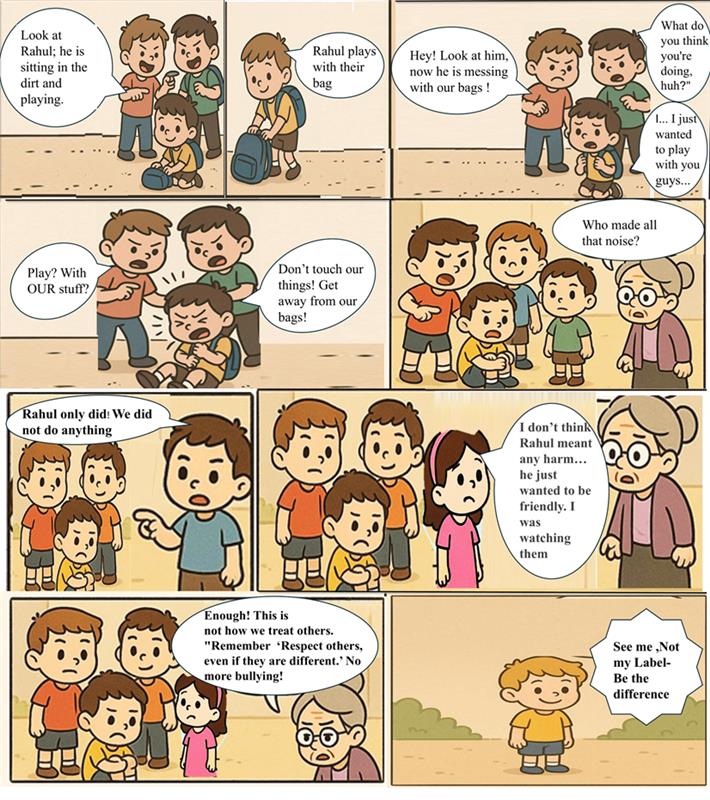 Look at
Rahul; he is
sitting in the
dirt and
playing.
Rahul plays
with their
bag
Hey! Look at him,
now he is messing
with our bags !
What do
you think
you're
doing,
huh?"
I... I just
wanted
to play
with you
guys...
Play? With
OUR stuff?
Don't touch our
things! Get
away from our
bags!
Who made all
that noise?
Rahul only did! We did
not do anything
I don't think
Rahul meant
any harm…
he just
wanted to be
friendly. I
was
watching
them
Enough! This is
not how we treat others.
"Remember ‘Respect others,
even if they are different.’ No
more bullying!
See me ,Not
my Label-
Be the
difference